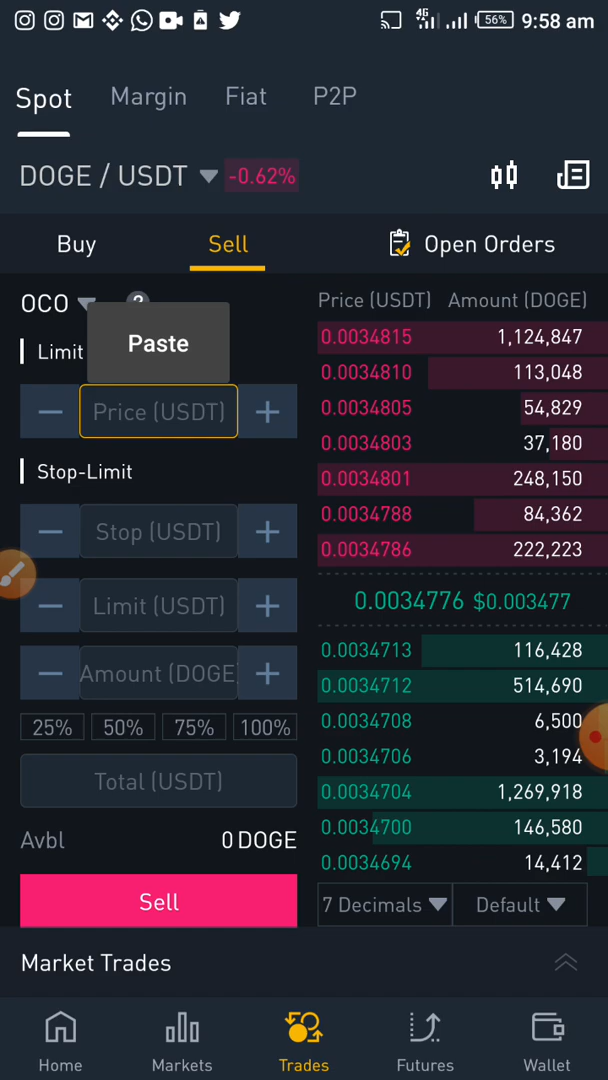 4G 56% 9:58 am
Spot Margin Fiat P2P
DOGE / USDT -0.62%
Buy Sell Open Orders
OCO ?
Price (USDT) Amount (DOGE)
Paste
Limit
Price (USDT)
Stop-Limit
Stop (USDT)
Limit (USDT)
Amount (DOGE
25% 50% 75% 100%
Total (USDT)
Avbl 0 DOGE
Sell
0.0034815 1,124,847
0.0034810 113,048
0.0034805 54,829
0.0034803 37,180
0.0034801 248,150
0.0034788 84,362
0.0034786 222,223
0.0034776 $0.003477
0.0034713 116,428
0.0034712 514,690
0.0034708 6,500
0.0034706 3,194
0.0034704 1,269,918
0.0034700 146,580
0.0034694 14,412
7 Decimals Default
Market Trades
Home Markets Trades Futures Wallet